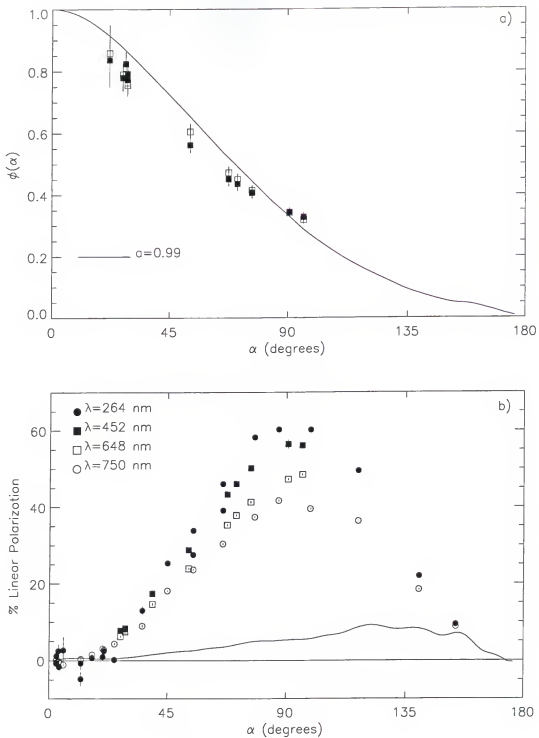 a)
1.0
0.8
0.6
0.4
0.2
0.0
ϕ(α)
a=0.99
0 45 90 135 180
α (degrees)
b)
λ=264 nm
λ=452 nm
λ=648 nm
λ=750 nm
60
40
20
0
% Linear Polarization
0 45 90 135 180
α (degrees)